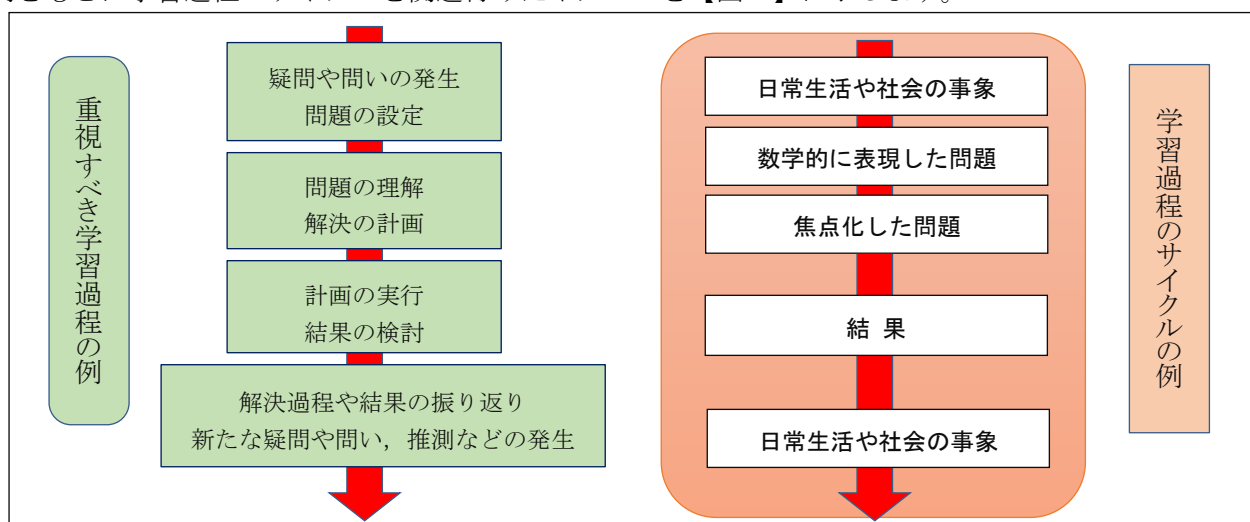 重視すべき学習過程の例
疑問や問いの発生
問題の設定
問題の理解
解決の計画
計画の実行
結果の検討
解決過程や結果の振り返り
新たな疑問や問い，推測などの発生
日常生活や社会の事象
数学的に表現した問題
焦点化した問題
結 果
日常生活や社会の事象
学習過程のサイクルの例